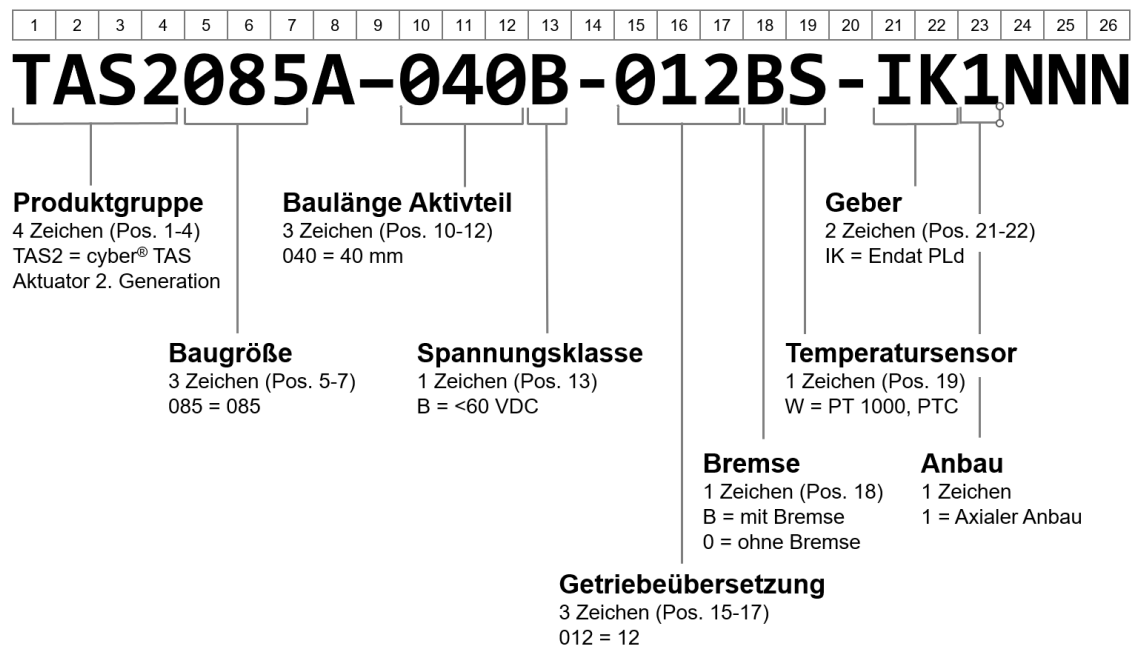 1 2 3 4 5 6 7 8 9 10 11 12 13 14 15 16 17 18 19 20 21 22 23 24 25 26
TAS2085A-040B-012BS-IK1NNN
Produktgruppe
4 Zeichen (Pos. 1-4)
TAS2 = cyber® TAS
Aktuator 2. Generation
Baulänge Aktivteil
3 Zeichen (Pos. 10-12)
040 = 40 mm
Geber
2 Zeichen (Pos. 21-22)
IK = Endat PLd
Baugröße
3 Zeichen (Pos. 5-7)
085 = 085
Spannungsklasse
1 Zeichen (Pos. 13)
B = <60 VDC
Temperatursensor
1 Zeichen (Pos. 19)
W = PT 1000, PTC
Bremse
1 Zeichen (Pos. 18)
B = mit Bremse
0 = ohne Bremse
Anbau
1 Zeichen
1 = Axialer Anbau
Getriebeübersetzung
3 Zeichen (Pos. 15-17)
012 = 12